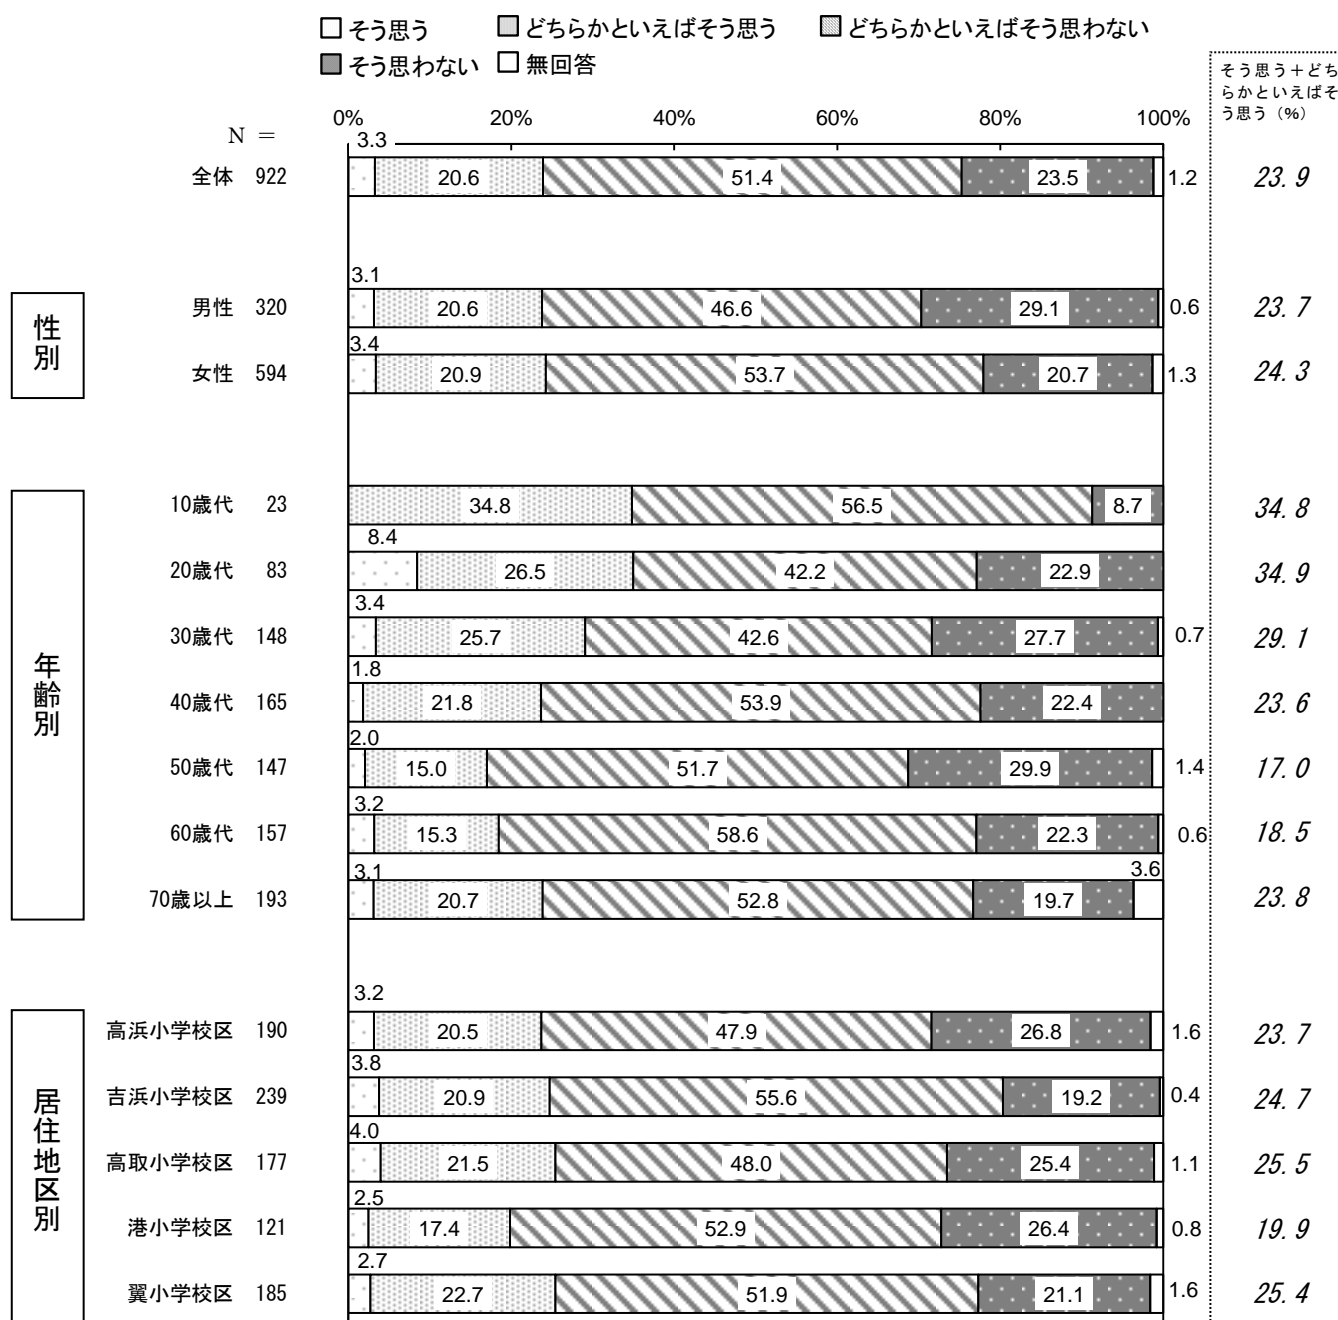 そう思う どちらかといえばそう思う どちらかといえばそう思わない
そう思わない 無回答
そう思う＋どち
らかといえばそ
う思う（%）
0% 20% 40% 60% 80% 100%
N ＝
3.3
全体 922 20.6 51.4 23.5 1.2 23.9
性別
3.1
男性 320 20.6 46.6 29.1 0.6 23.7
3.4
女性 594 20.9 53.7 20.7 1.3 24.3
年齢別
10歳代 23 34.8 56.5 8.7 34.8
8.4
20歳代 83 26.5 42.2 22.9 34.9
3.4
30歳代 148 25.7 42.6 27.7 0.7 29.1
1.8
40歳代 165 21.8 53.9 22.4 23.6
2.0
50歳代 147 15.0 51.7 29.9 1.4 17.0
3.2
60歳代 157 15.3 58.6 22.3 0.6 18.5
3.1 3.6
70歳以上 193 20.7 52.8 19.7 23.8
居住地区別
3.2
高浜小学校区 190 20.5 47.9 26.8 1.6 23.7
3.8
吉浜小学校区 239 20.9 55.6 19.2 0.4 24.7
4.0
高取小学校区 177 21.5 48.0 25.4 1.1 25.5
2.5
港小学校区 121 17.4 52.9 26.4 0.8 19.9
2.7
翼小学校区 185 22.7 51.9 21.1 1.6 25.4